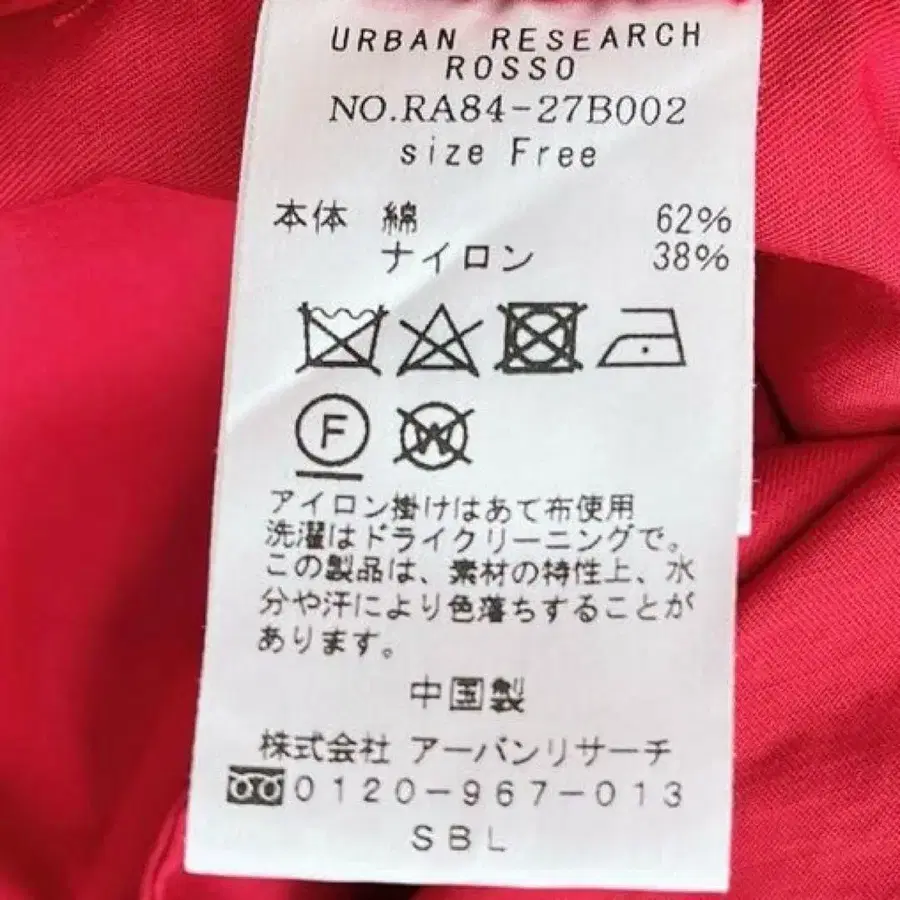 URBAN RESEARCH
ROSSO
NO.RA84-27B002
size Free
本体 綿 62%
ナイロン 38%
F W
アイロン掛けはあて布使用
洗濯はドライクリーニングで。
この製品は、素材の特性上、水
分や汗により色落ちすることが
あります。
中国製
株式会社 アーバンリサーチ
0120-967-013
SBL